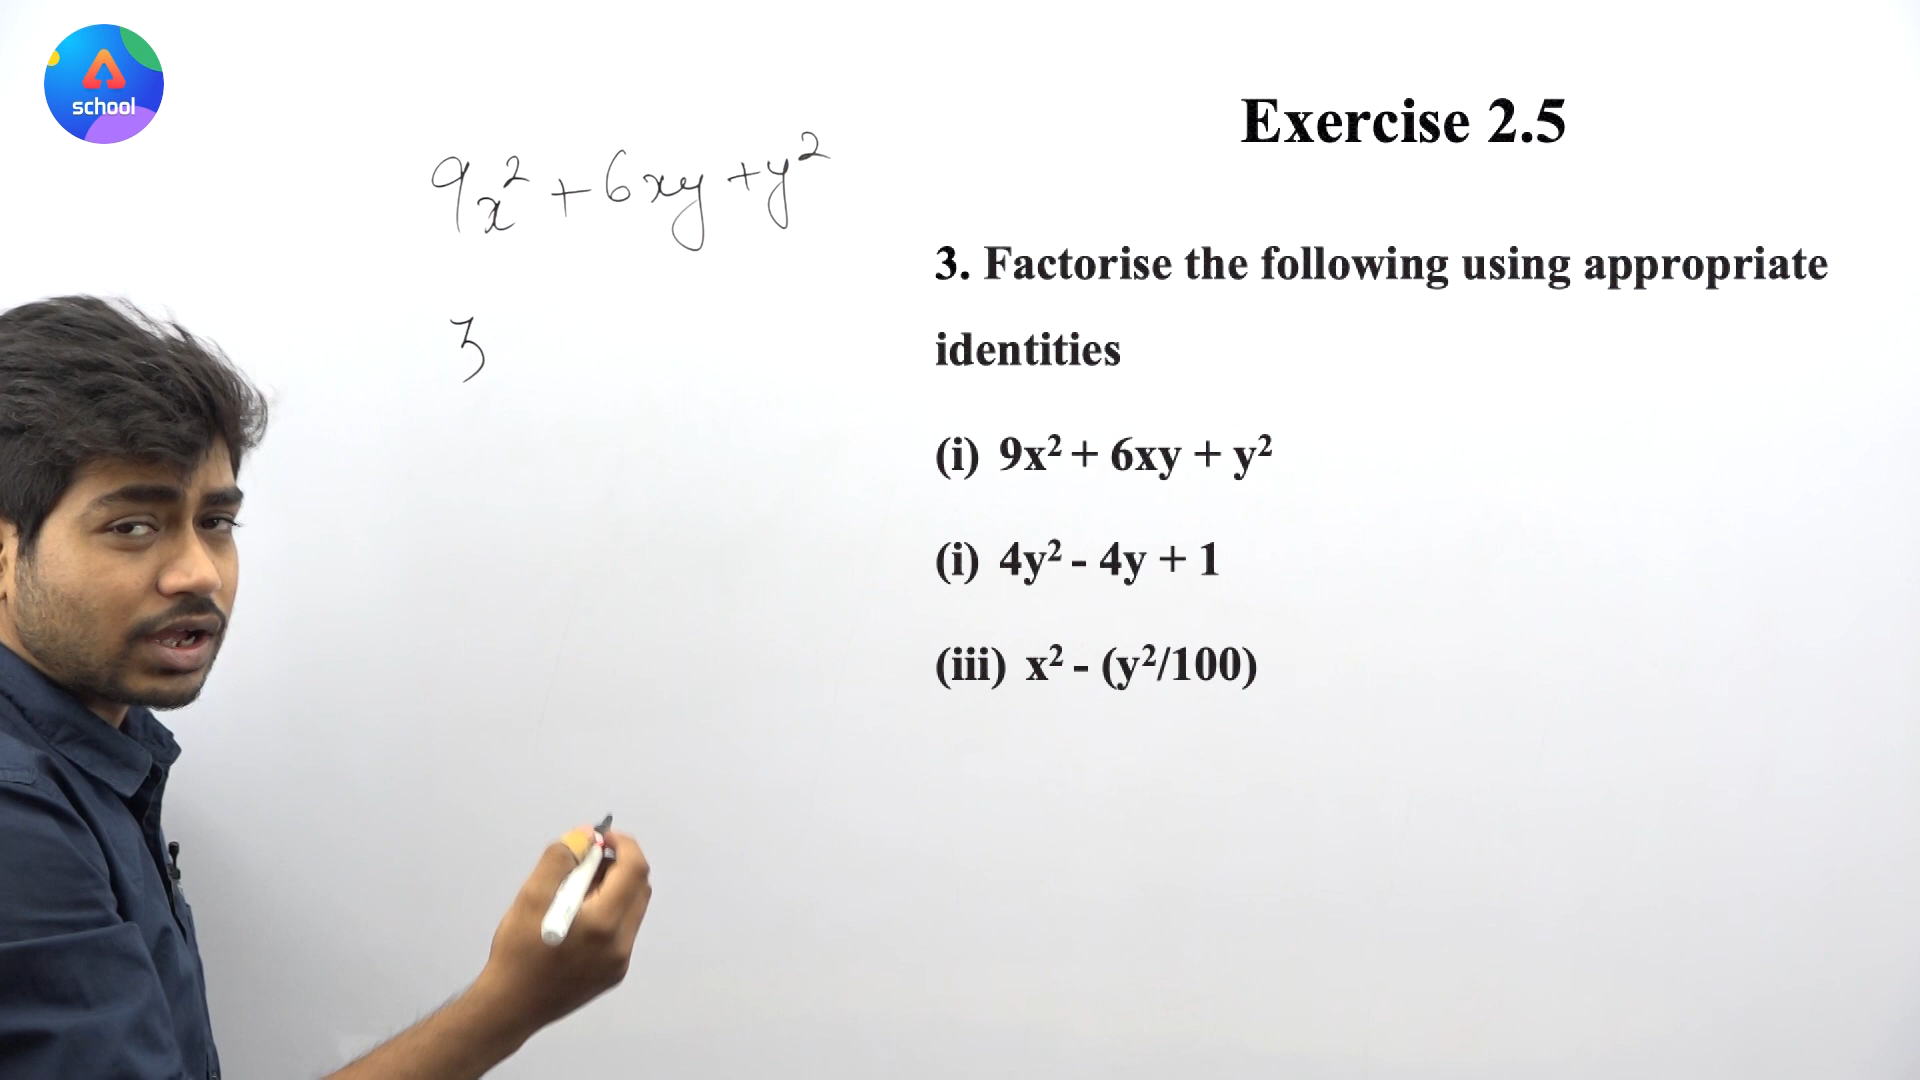 school
9x² + 6xy + y²
3
Exercise 2.5
3. Factorise the following using appropriate
identities
(i) 9x² + 6xy + y²
(i) 4y² - 4y + 1
(iii) x² - (y²/100)